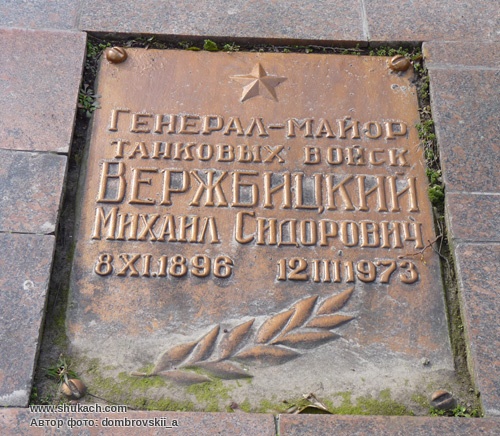 Генерал-майор
танковых войск
Вержбицкий
Михаил Сидорович
8 XI.1896 12 III 1973
www.shukach.com
Автор фото: dombrovskii_a